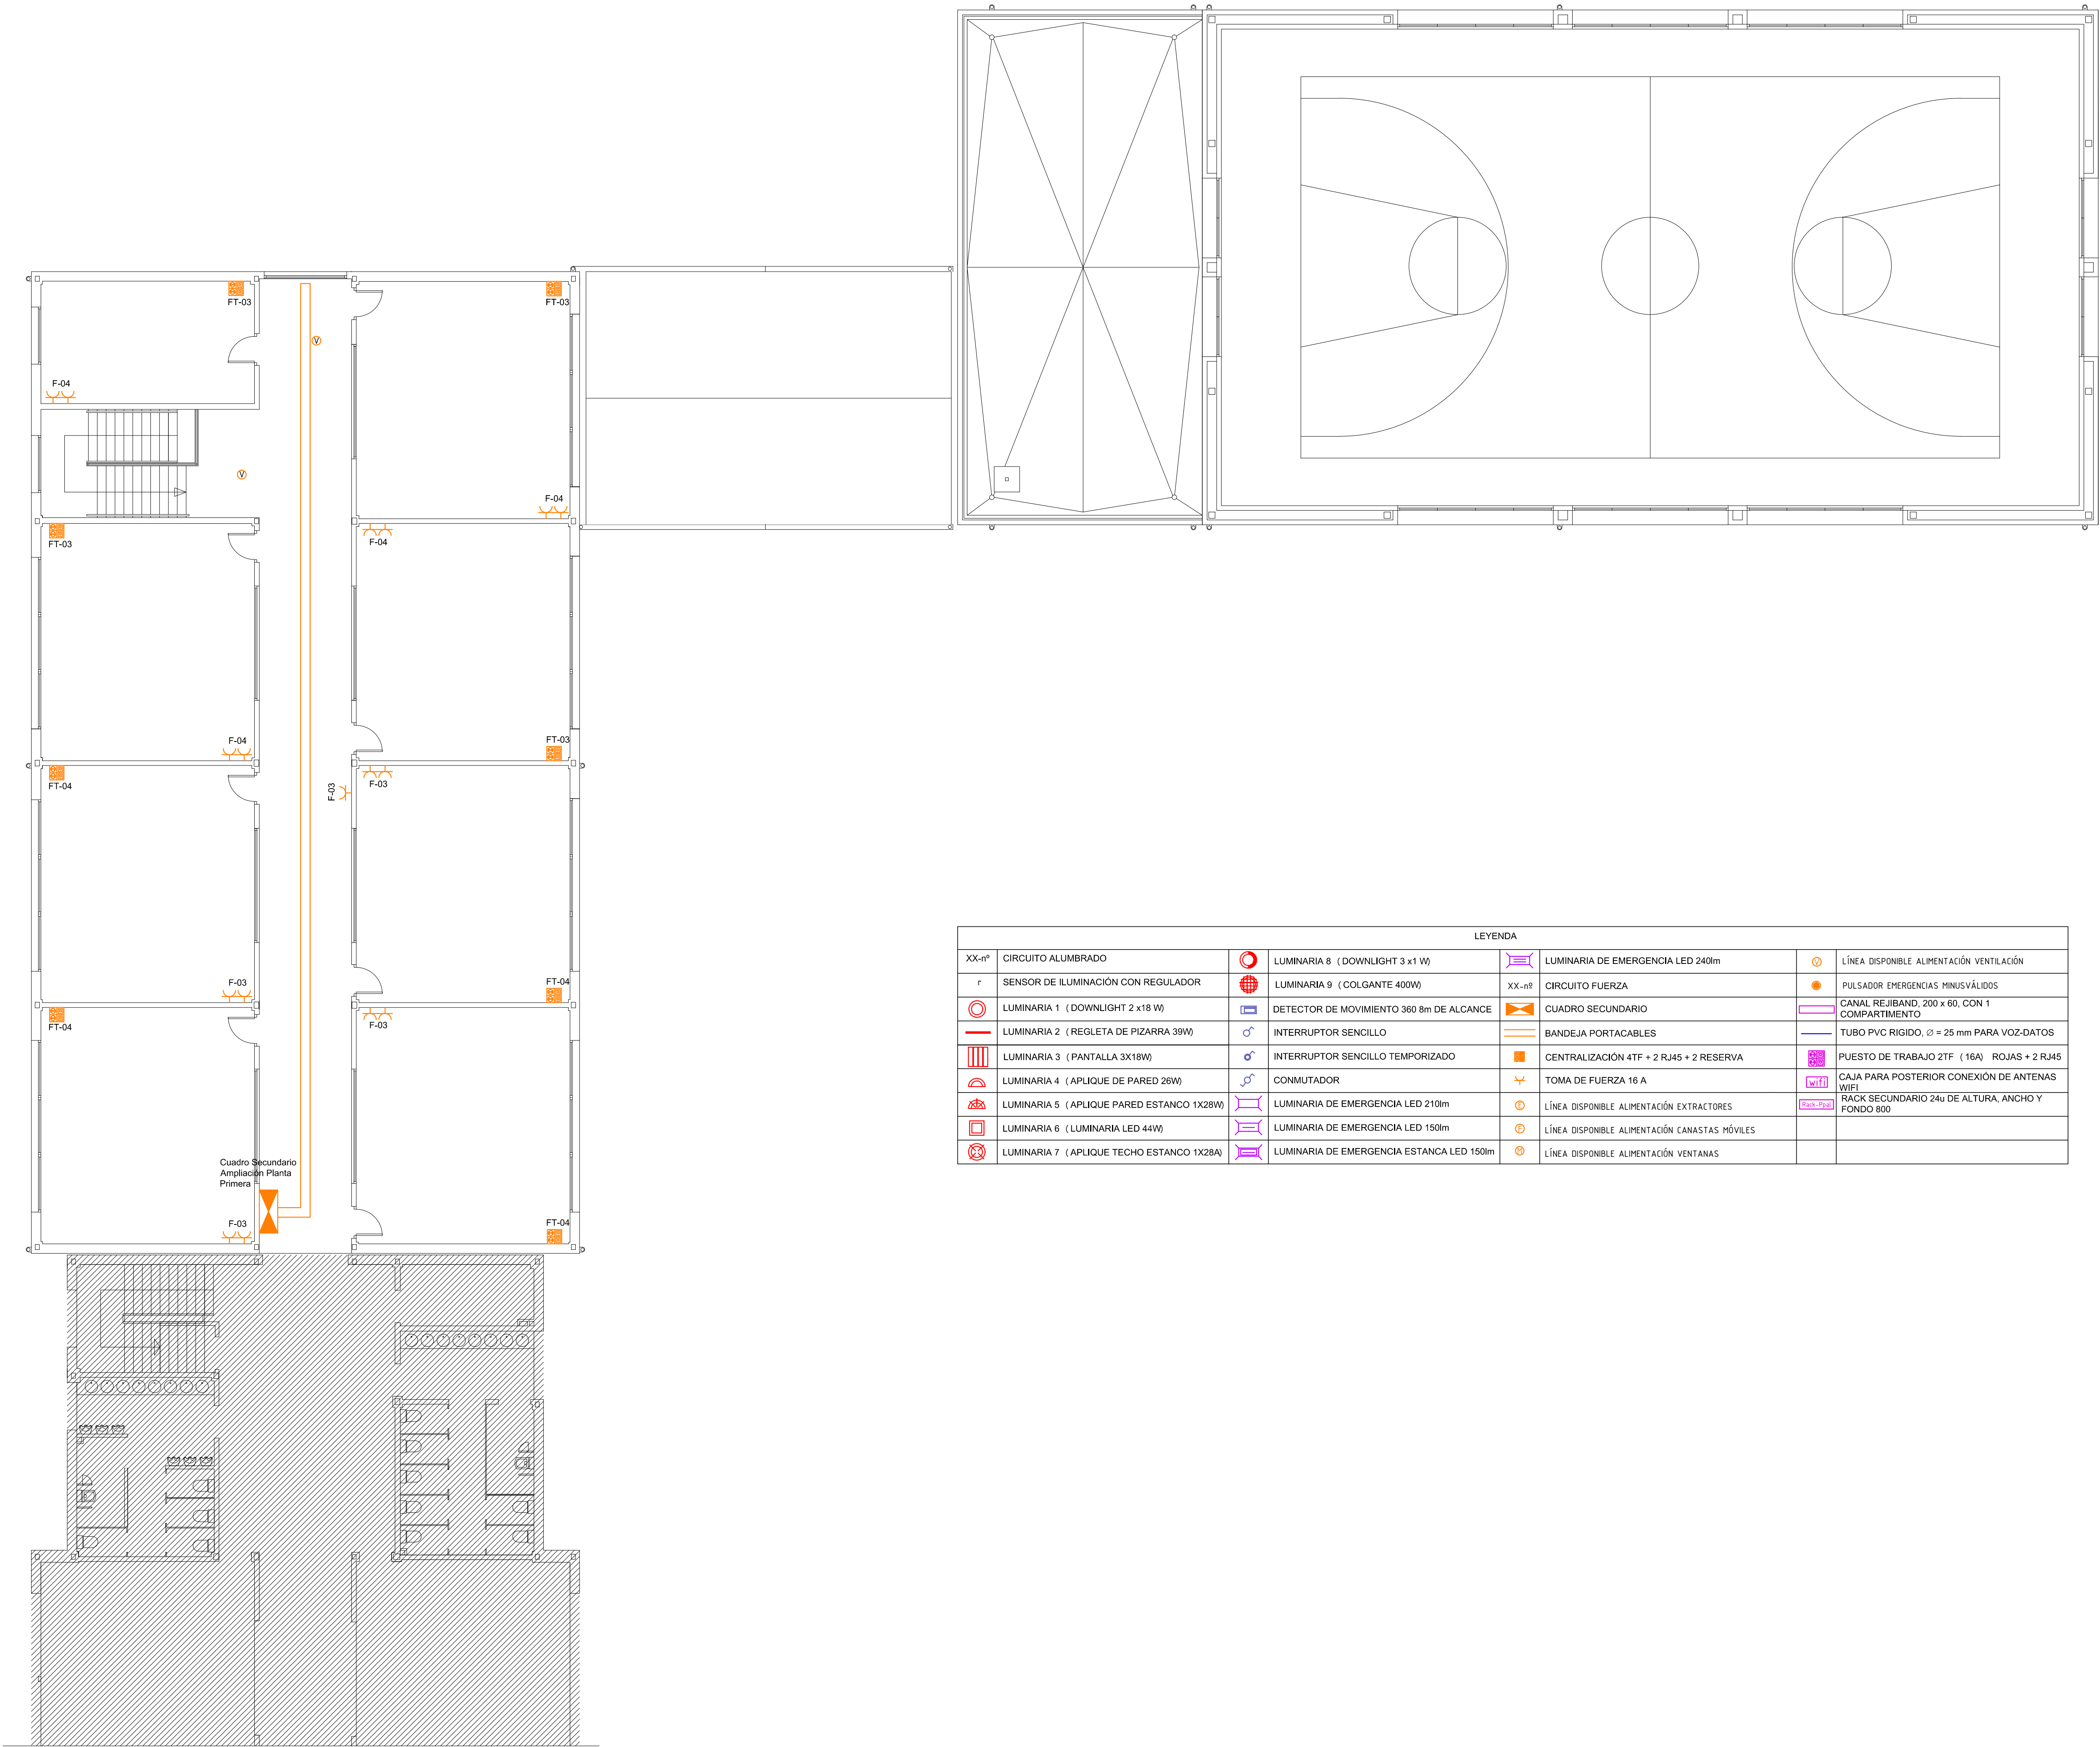 FT-03
FT-03
V
F-04
V
F-04
FT-03
F-04
F-04
FT-03
FT-04
F-03
F-03
F-03
FT-04
FT-04
F-03
Cuadro Secundario
Ampliación Planta
Primera
F-03
FT-04
LEYENDA
XX-nº CIRCUITO ALUMBRADO
r SENSOR DE ILUMINACIÓN CON REGULADOR
LUMINARIA 1 (DOWNLIGHT 2 x18 W)
LUMINARIA 2 (REGLETA DE PIZARRA 39W)
LUMINARIA 3 (PANTALLA 3X18W)
LUMINARIA 4 (APLIQUE DE PARED 26W)
LUMINARIA 5 (APLIQUE PARED ESTANCO 1X28W)
LUMINARIA 6 (LUMINARIA LED 44W)
LUMINARIA 7 (APLIQUE TECHO ESTANCO 1X28A)
LUMINARIA 8 (DOWNLIGHT 3 x1 W)
LUMINARIA 9 (COLGANTE 400W)
DETECTOR DE MOVIMIENTO 360 8m DE ALCANCE
INTERRUPTOR SENCILLO
INTERRUPTOR SENCILLO TEMPORIZADO
CONMUTADOR
LUMINARIA DE EMERGENCIA LED 210lm
LUMINARIA DE EMERGENCIA LED 150lm
LUMINARIA DE EMERGENCIA ESTANCA LED 150lm
LUMINARIA DE EMERGENCIA LED 240lm
XX-nº CIRCUITO FUERZA
CUADRO SECUNDARIO
BANDEJA PORTACABLES
CENTRALIZACIÓN 4TF + 2 RJ45 + 2 RESERVA
TOMA DE FUERZA 16 A
LÍNEA DISPONIBLE ALIMENTACIÓN EXTRACTORES
LÍNEA DISPONIBLE ALIMENTACIÓN CANASTAS MÓVILES
M LÍNEA DISPONIBLE ALIMENTACIÓN VENTANAS
V LÍNEA DISPONIBLE ALIMENTACIÓN VENTILACIÓN
PULSADOR EMERGENCIAS MINUSVÁLIDOS
CANAL REJIBAND, 200 x 60, CON 1
COMPARTIMENTO
TUBO PVC RIGIDO, Ø = 25 mm PARA VOZ-DATOS
PUESTO DE TRABAJO 2TF (16A) ROJAS + 2 RJ45
wifi CAJA PARA POSTERIOR CONEXIÓN DE ANTENAS
WIFI
Rack-Ppal RACK SECUNDARIO 24u DE ALTURA, ANCHO Y
FONDO 800